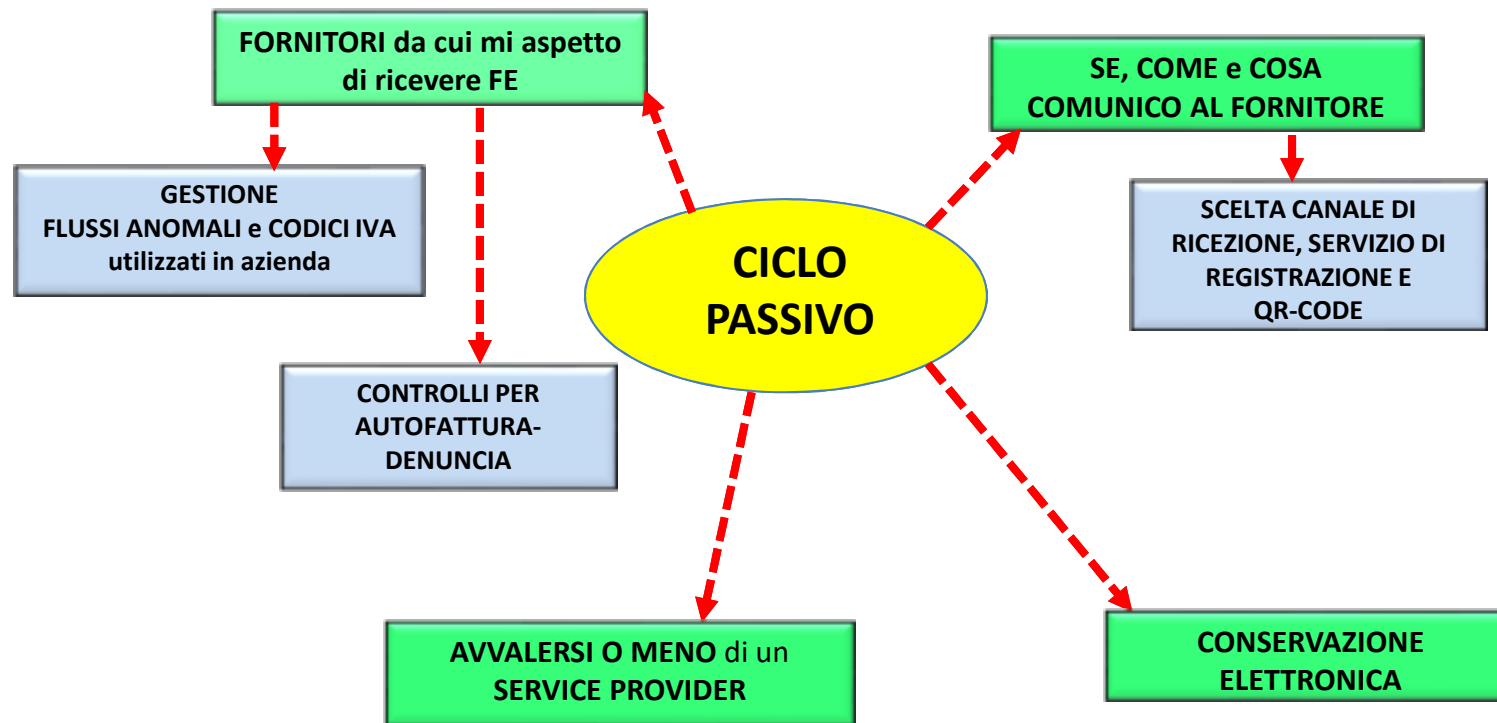 FORNITORI da cui mi aspetto
di ricevere FE
SE, COME e COSA
COMUNICO AL FORNITORE
GESTIONE
FLUSSI ANOMALI e CODICI IVA
utilizzati in azienda
SCELTA CANALE DI
RICEZIONE, SERVIZIO DI
REGISTRAZIONE E
QR-CODE
CICLO
PASSIVO
CONTROLLI PER
AUTOFATTURA-
DENUNCIA
AVVALERSI O MENO di un
SERVICE PROVIDER
CONSERVAZIONE
ELETTRONICA